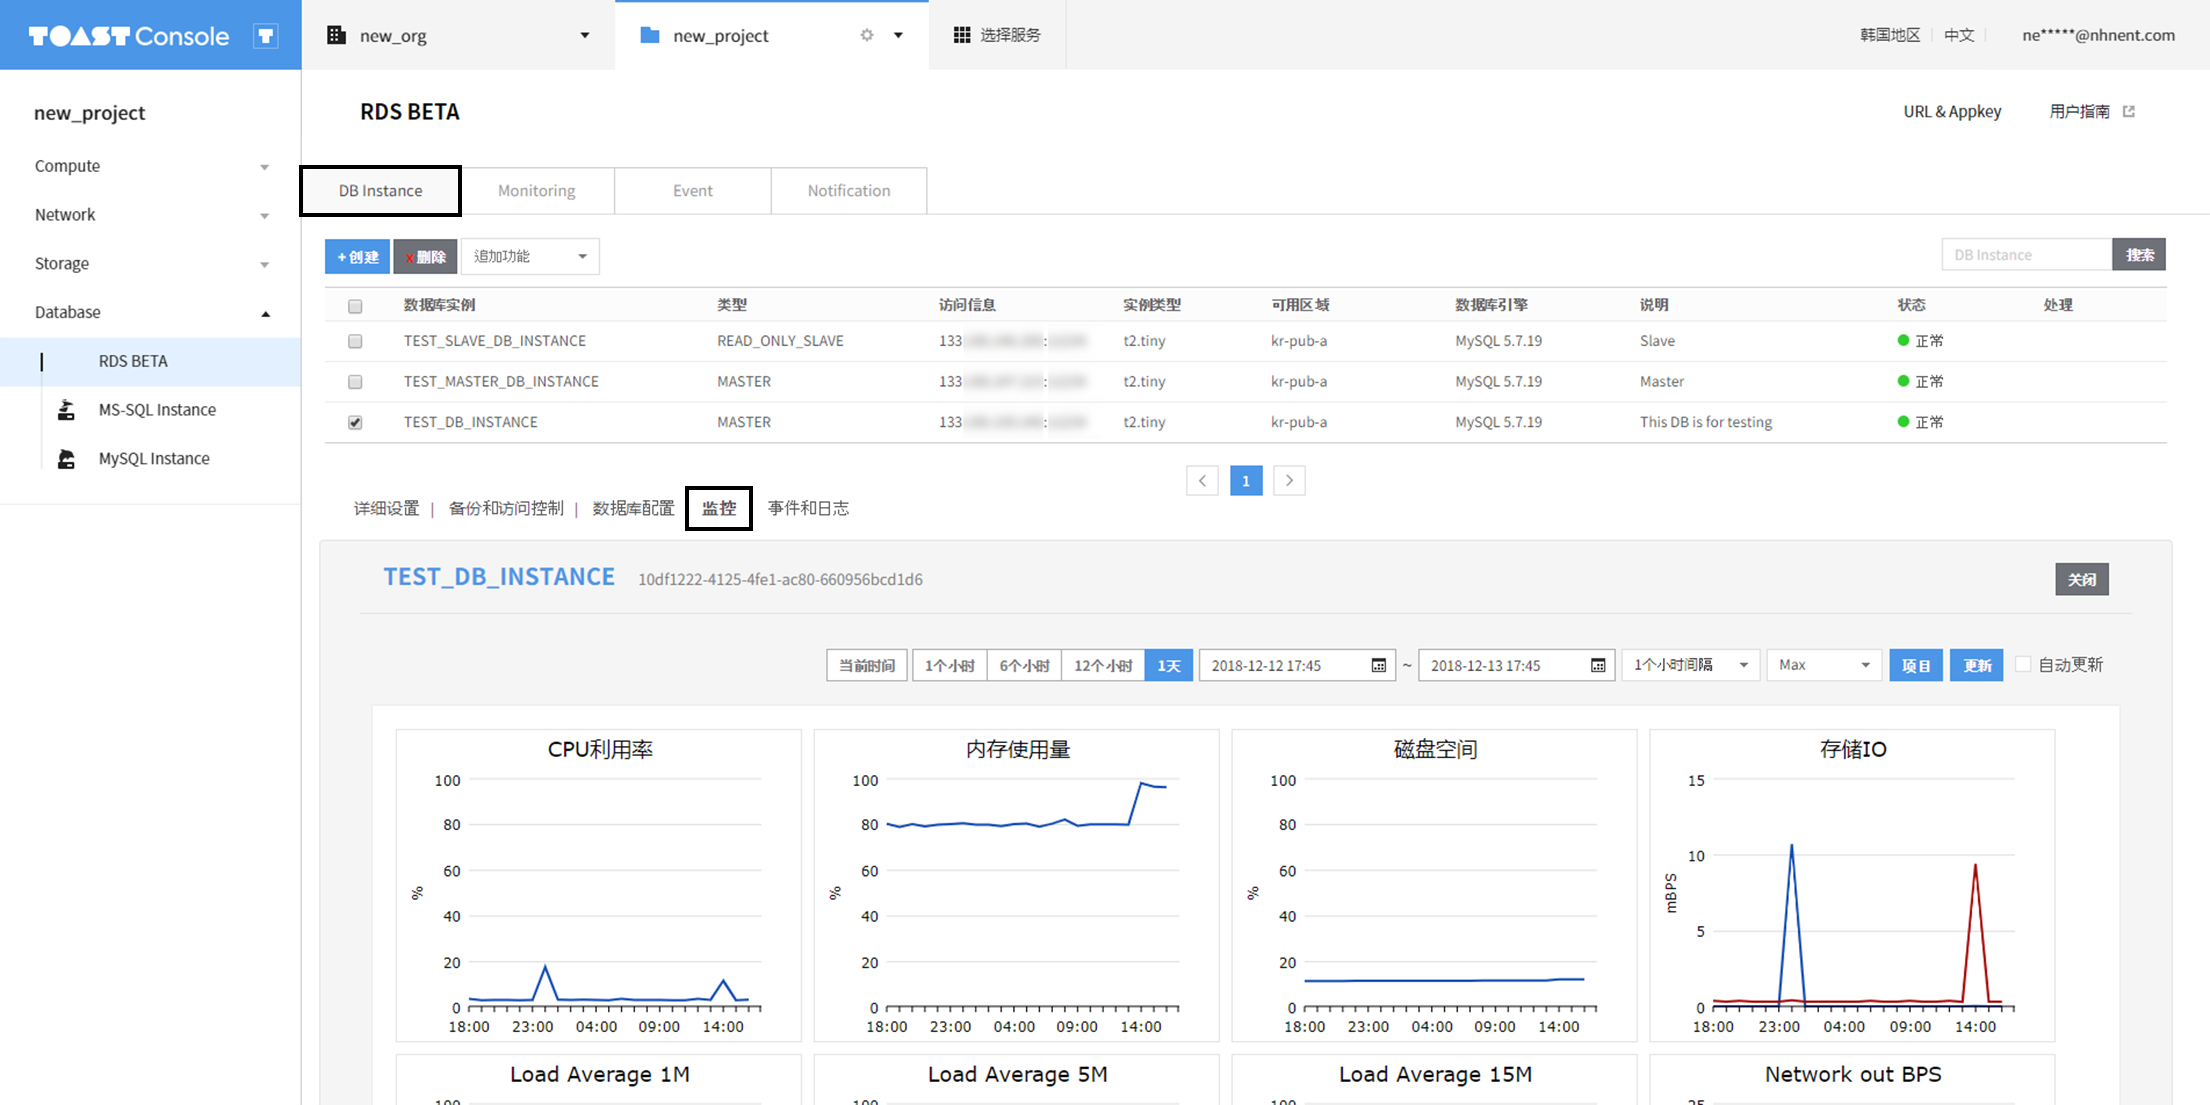 TOAST Console T
new_org
new_project
选择服务
韩国地区 中文 ne*****@nhnent.com
new_project
Compute
Network
Storage
Database
RDS BETA
MS-SQL Instance
MySQL Instance
RDS BETA
URL & Appkey 用户指南
DB Instance Monitoring Event Notification
+创建 x删除 追加功能
DB Instance 搜索
数据库实例 类型 访问信息 实例类型 可用区域 数据库引擎 说明 状态 处理
TEST_SLAVE_DB_INSTANCE READ_ONLY_SLAVE 133 : t2.tiny kr-pub-a MySQL 5.7.19 Slave 正常
TEST_MASTER_DB_INSTANCE MASTER 133 : t2.tiny kr-pub-a MySQL 5.7.19 Master 正常
TEST_DB_INSTANCE MASTER 133 : t2.tiny kr-pub-a MySQL 5.7.19 This DB is for testing 正常
< 1 >
详细设置 | 备份和访问控制 | 数据库配置 监控 事件和日志
TEST_DB_INSTANCE 10df1222-4125-4fe1-ac80-660956bcd1d6 关闭
当前时间 1个小时 6个小时 12个小时 1天 2018-12-12 17:45 ~ 2018-12-13 17:45 1个小时间隔 Max 项目 更新 自动更新
CPU利用率
100
80
60
%
40
20
0
18:00 23:00 04:00 09:00 14:00
内存使用量
100
80
60
%
40
20
0
18:00 23:00 04:00 09:00 14:00
磁盘空间
100
80
60
%
40
20
0
18:00 23:00 04:00 09:00 14:00
存储IO
15
10
mBPS
5
0
18:00 23:00 04:00 09:00 14:00
Load Average 1M
100
Load Average 5M
100
Load Average 15M
100
Network out BPS
25